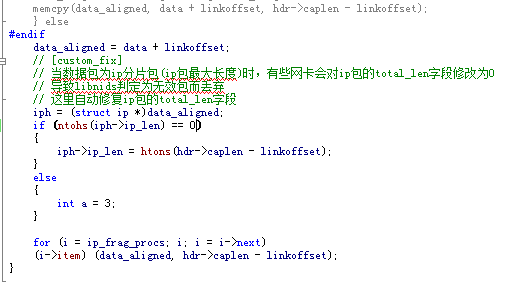 memcpy(data_aligned, data + linkoffset, hdr->caplen - linkoffset);
} else
#endif
data_aligned = data + linkoffset;
// [custom_fix]
// 当数据包为ip分片包(ip包最大长度)时，有些网卡会对ip包的total_len字段修改为0
// 导致libnids判定为无效包而丢弃
// 这里自动修复ip包的total_len字段
iph = (struct ip *)data_aligned;
if (ntohs(iph->ip_len) == 0)
{
iph->ip_len = htons(hdr->caplen - linkoffset);
}
else
{
int a = 3;
}
for (i = ip_frag_procs; i; i = i->next)
(i->item) (data_aligned, hdr->caplen - linkoffset);
}